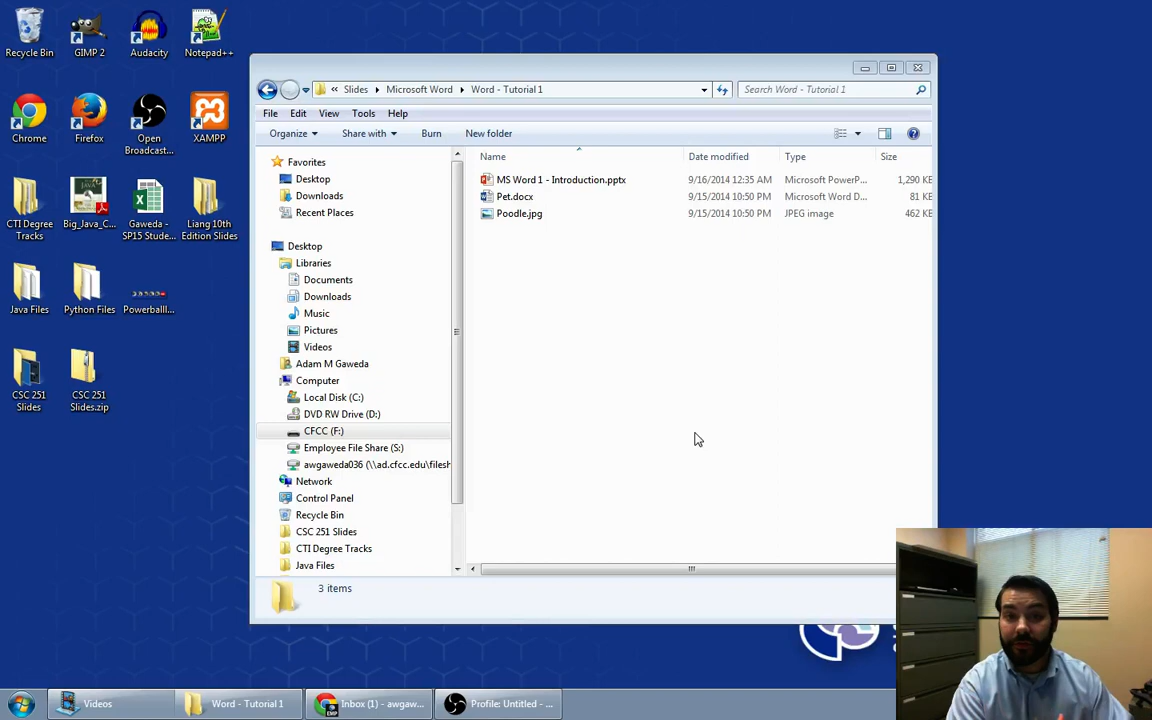 Recycle Bin
GIMP 2
Audacity
Notepad++
Chrome
Firefox
Open
Broadcast...
XAMPP
CTI Degree
Tracks
Big_Java_C...
Gaweda -
SP15 Stude...
Liang 10th
Edition Slides
Java Files
Python Files
Powerballl...
CSC 251
Slides
CSC 251
Slides.zip
« Slides Microsoft Word Word - Tutorial 1
Search Word - Tutorial 1
File Edit View Tools Help
Organize Share with Burn New folder
Favorites
Desktop
Downloads
Recent Places
Desktop
Libraries
Documents
Downloads
Music
Pictures
Videos
Adam M Gaweda
Computer
Local Disk (C:)
DVD RW Drive (D:)
CFCC (F:)
Employee File Share (S:)
awgaweda036 (\\ad.cfcc.edu\filesh
Network
Control Panel
Recycle Bin
CSC 251 Slides
CTI Degree Tracks
Java Files
Name Date modified Type Size
MS Word 1 - Introduction.pptx 9/16/2014 12:35 AM Microsoft PowerP... 1,290 KB
Pet.docx 9/15/2014 10:50 PM Microsoft Word D... 81 KB
Poodle.jpg 9/15/2014 10:50 PM JPEG image 462 KB
3 items
Videos
Word - Tutorial 1
Inbox (1) - awgaw...
Profile: Untitled - ...